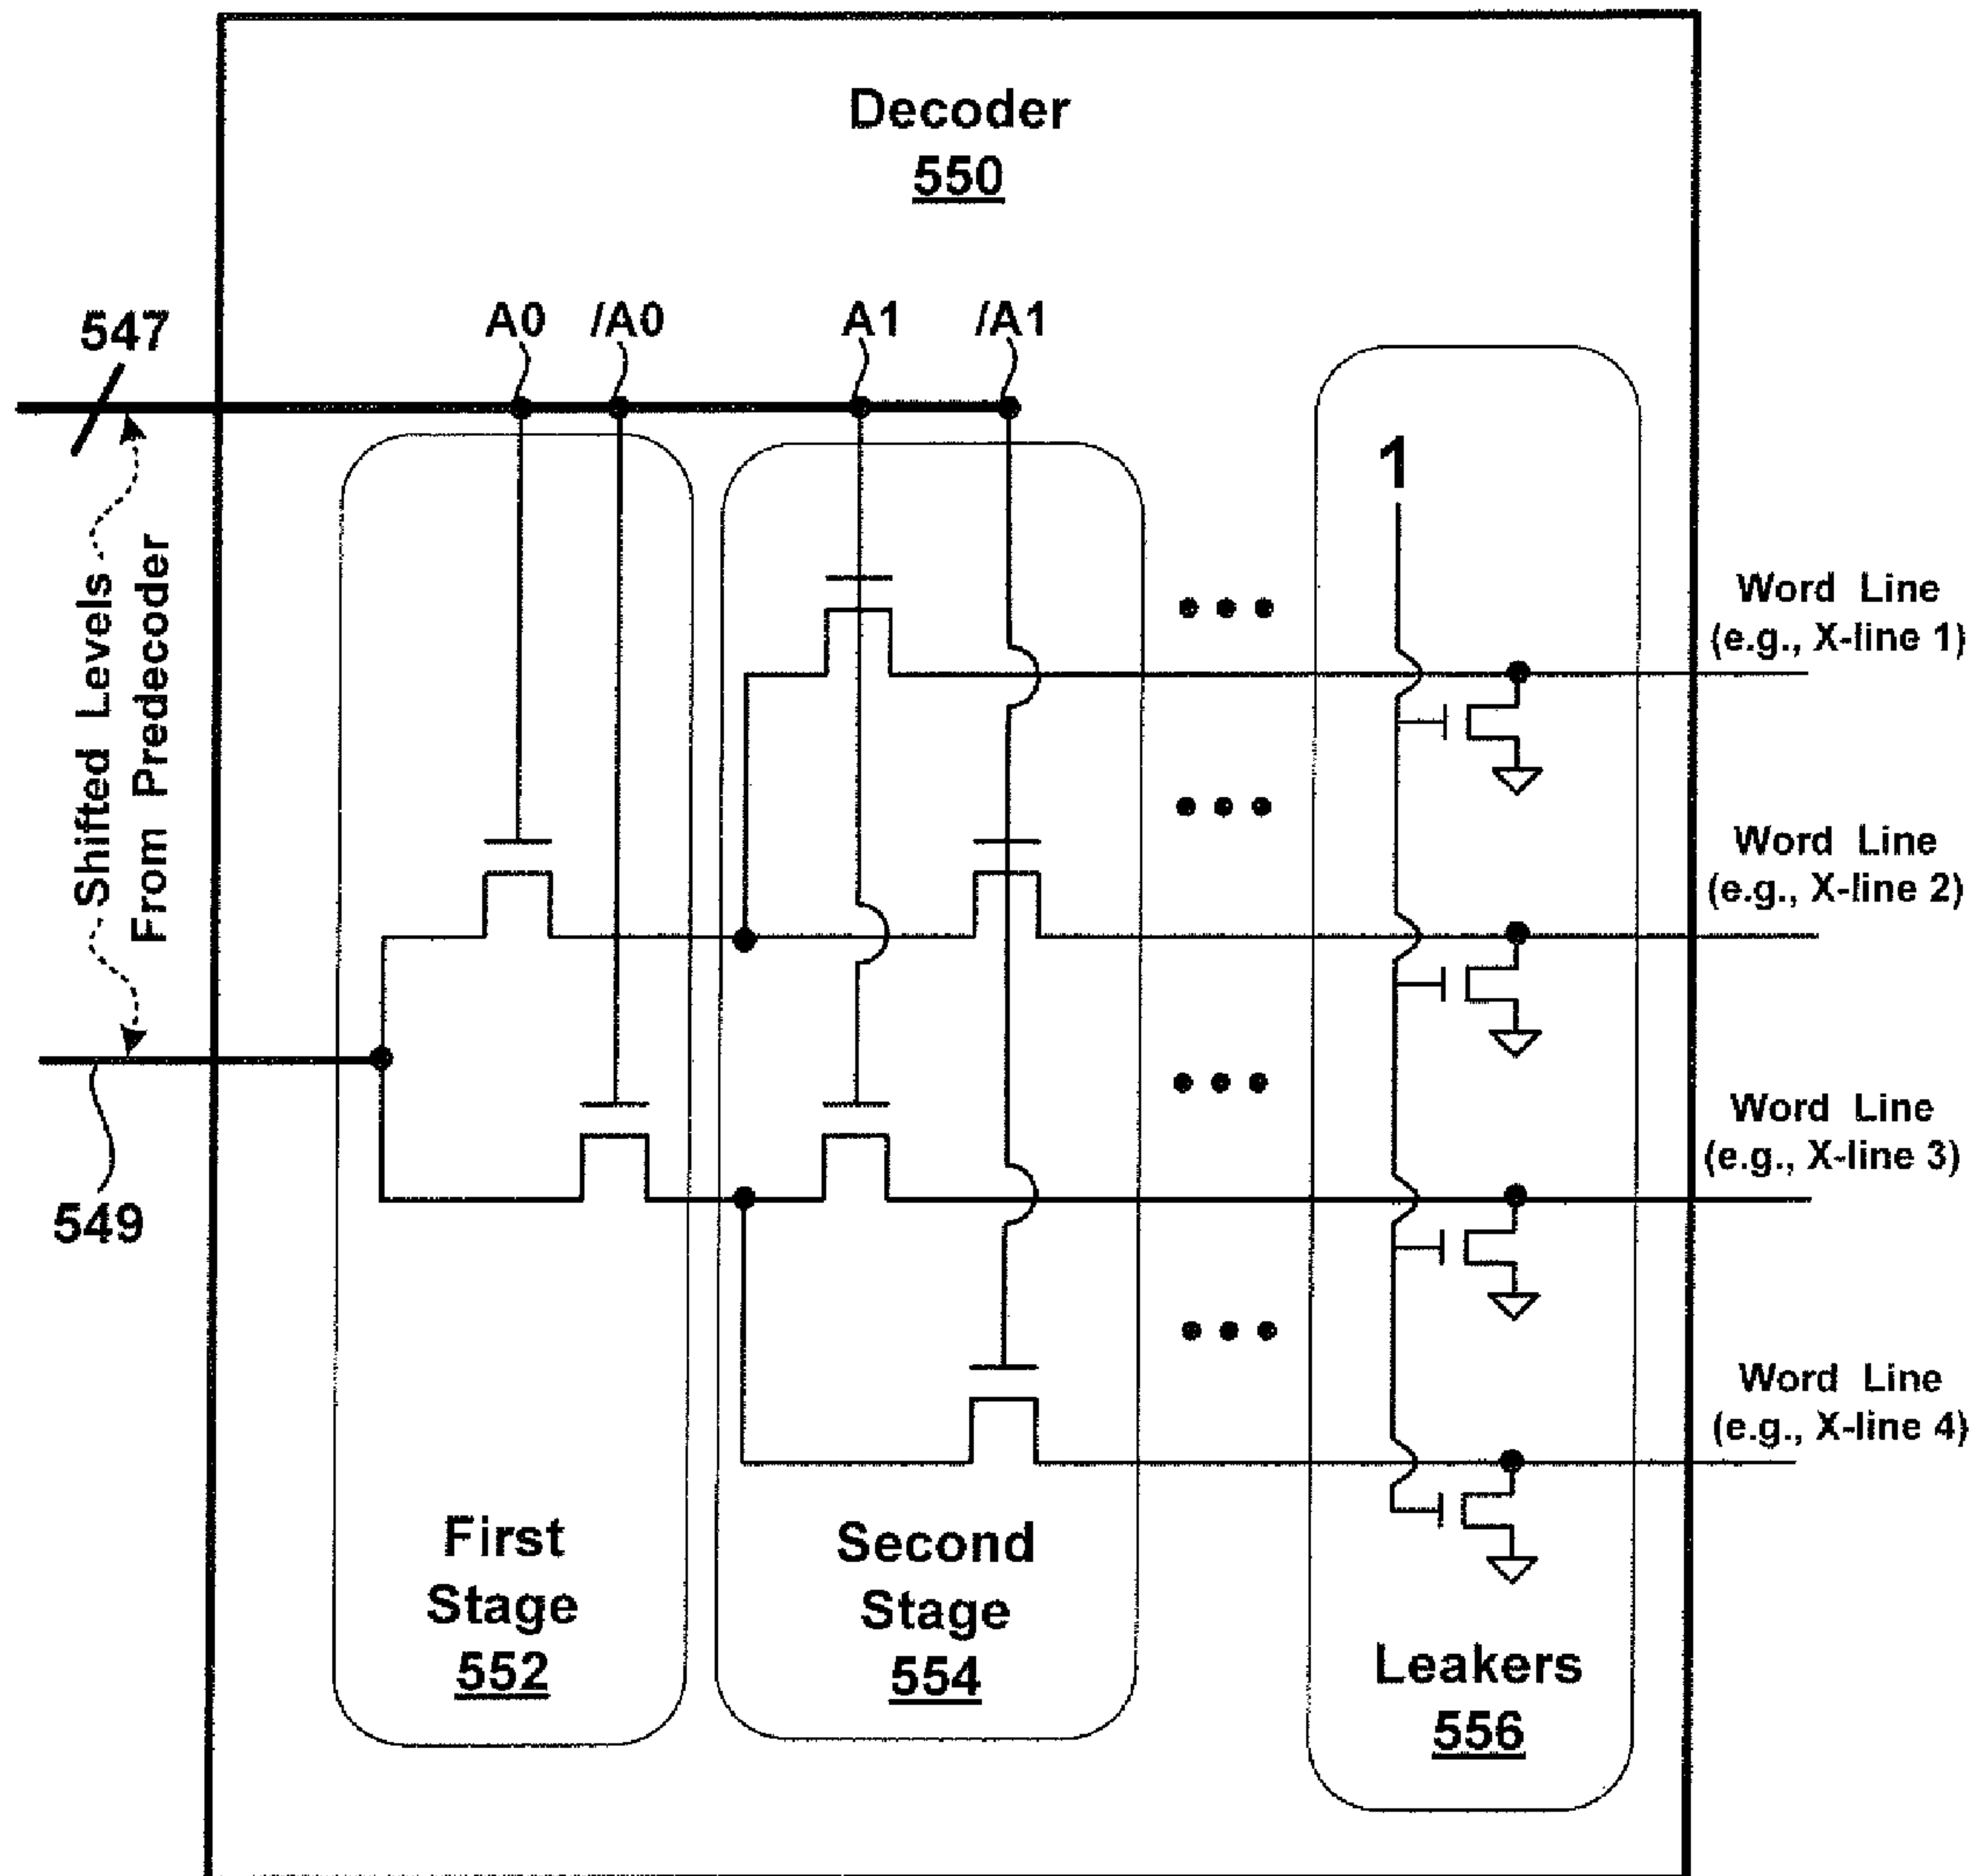 Decoder
550
547
A0
/A0
A1
/A1
Shifted Levels
From Predecoder
1
Word Line
(e.g., X-line 1)
Word Line
(e.g., X-line 2)
Word Line
(e.g., X-line 3)
Word Line
(e.g., X-line 4)
549
First
Stage
552
Second
Stage
554
Leakers
556